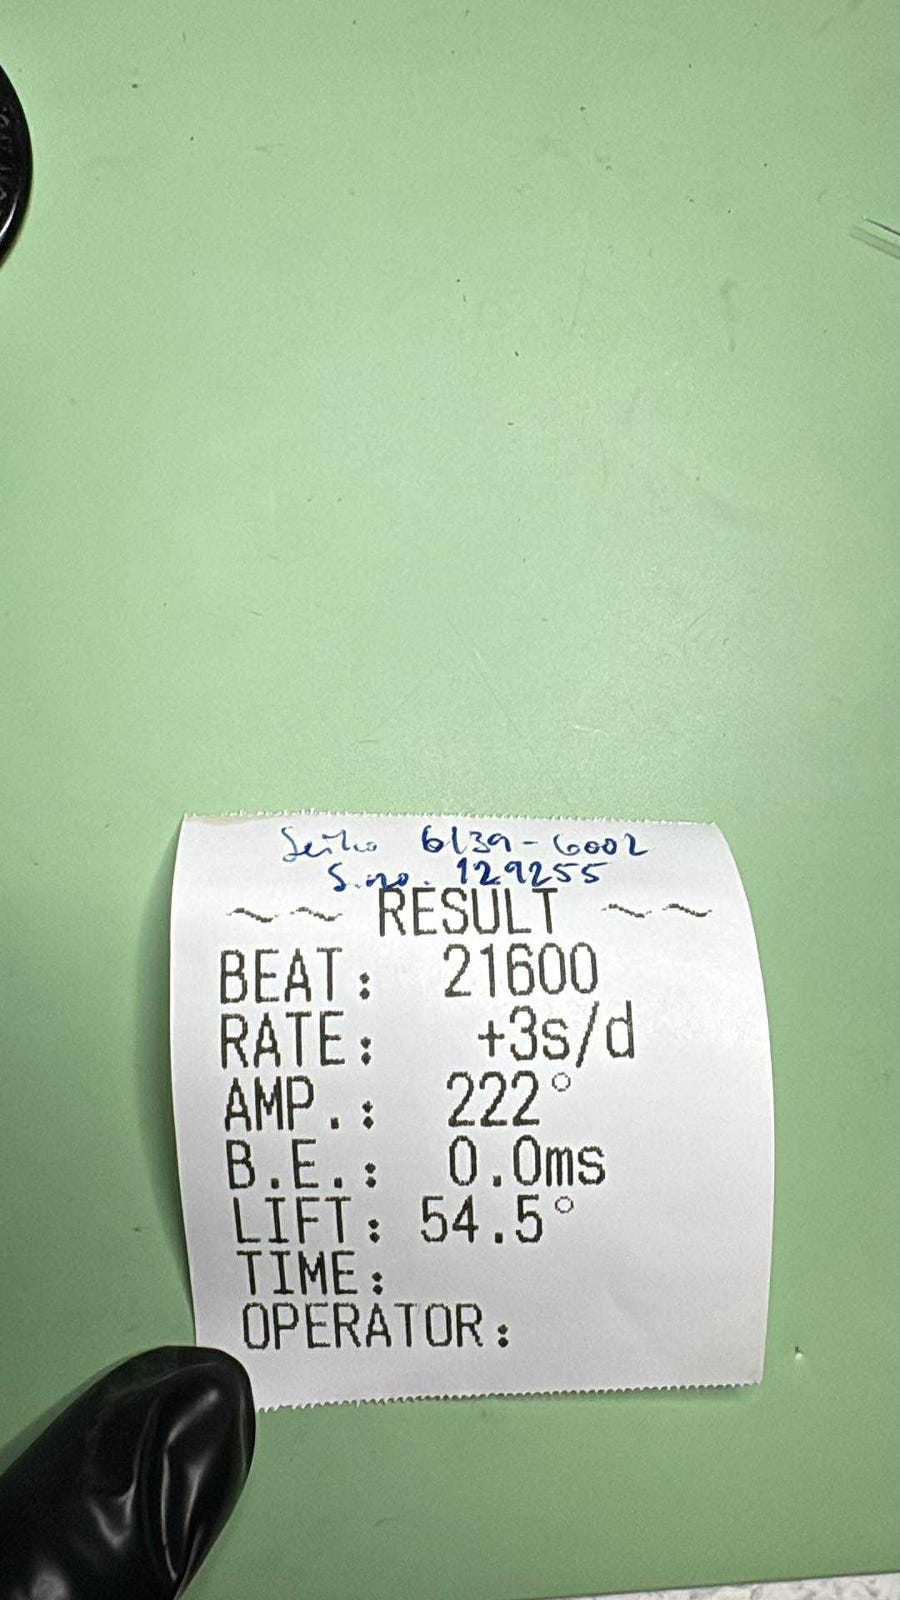 Seiko 6139-6002
S.no. 129255
~~ RESULT ~~
BEAT: 21600
RATE: +3s/d
AMP.: 222°
B.E.: 0.0ms
LIFT: 54.5°
TIME:
OPERATOR: